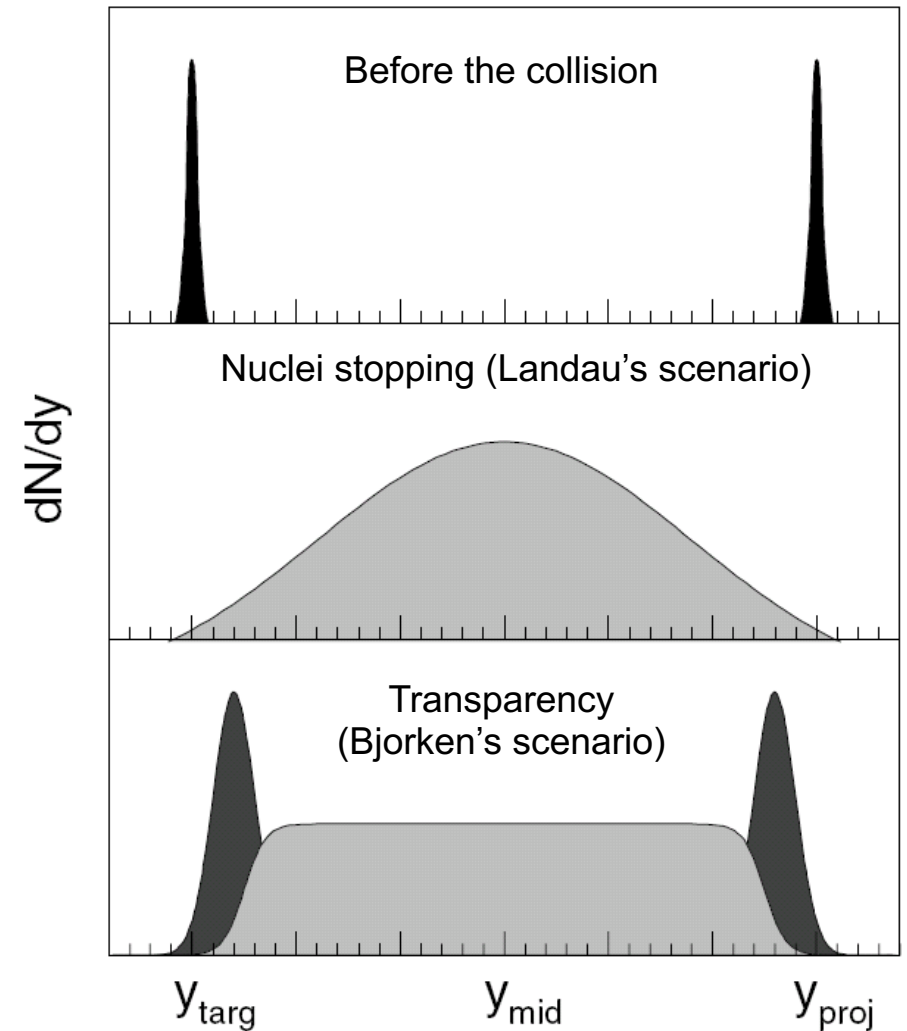 Before the collision
Nuclei stopping (Landau’s scenario)
dN/dy
Transparency
(Bjorken’s scenario)
y_targ y_mid y_proj